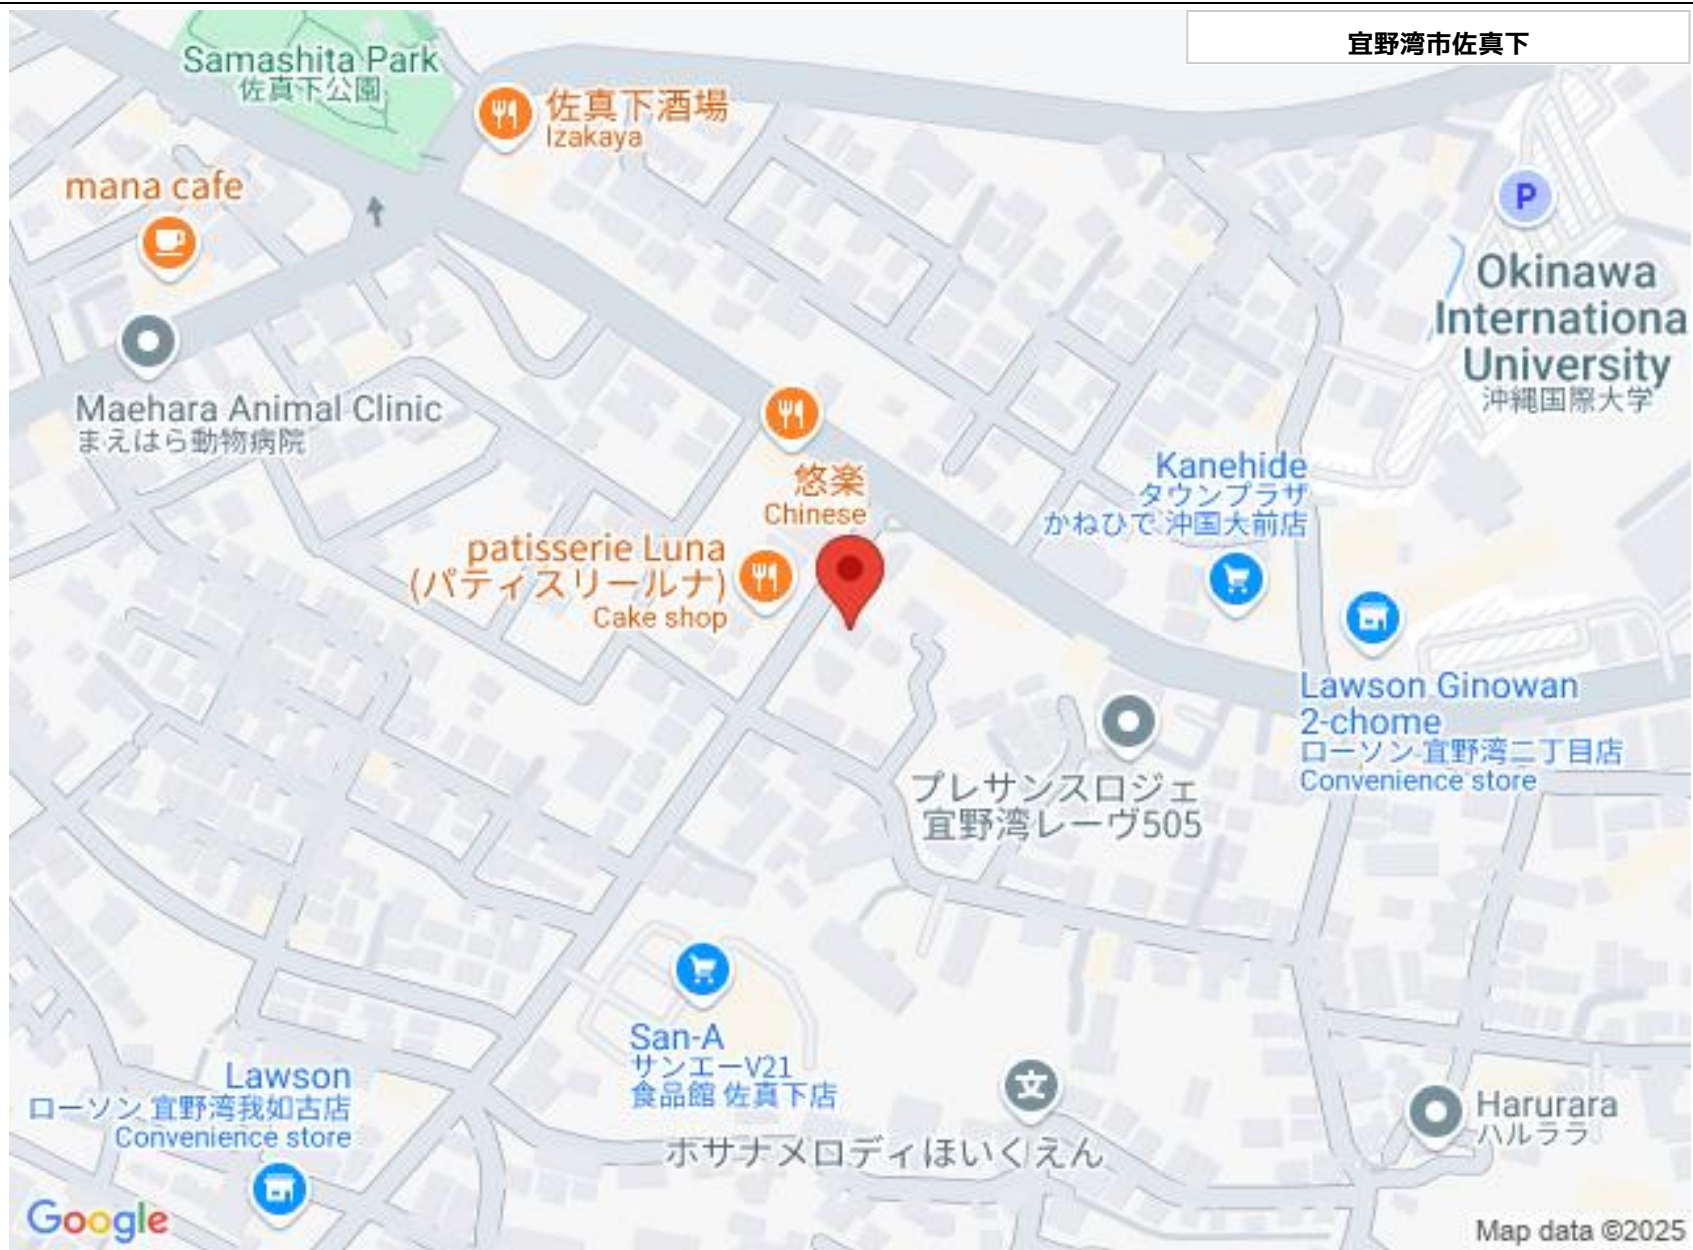 宜野湾市佐真下
Samashita Park
佐真下公園
佐真下酒場
Izakaya
mana cafe
P
Okinawa
Internationa
University
沖縄国際大学
Maehara Animal Clinic
まえはら動物病院
悠楽
Chinese
Kanehide
タウンプラザ
かねひで 沖国大前店
patisserie Luna
(パティスリールナ)
Cake shop
Lawson Ginowan
2-chome
ローソン 宜野湾二丁目店
Convenience store
プレサンスロジェ
宜野湾レーヴ505
San-A
サンエーV21
食品館 佐真下店
Lawson
ローソン 宜野湾我如古店
Convenience store
文
ホサナメロディほいくえん
Harurara
ハルララ
Google
Map data ©2025